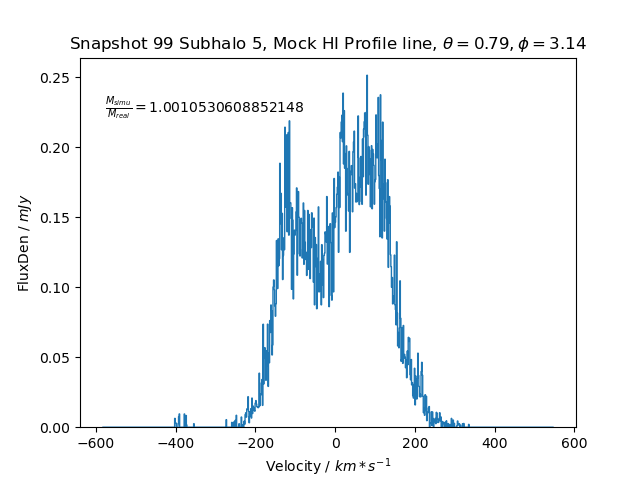 Snapshot 99 Subhalo 5, Mock HI Profile line, θ = 0.79, ϕ = 3.14
M_simu/M_real = 1.0010530608852148
FluxDen / mJy
0.25
0.20
0.15
0.10
0.05
0.00
−600 −400 −200 0 200 400 600
Velocity / km * s⁻¹